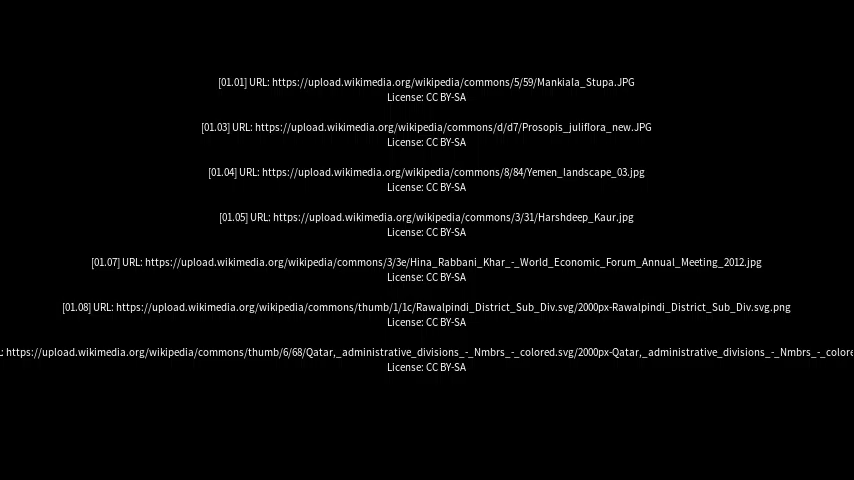 [01.01] URL: https://upload.wikimedia.org/wikipedia/commons/5/59/Mankiala_Stupa.JPG
License: CC BY-SA
[01.03] URL: https://upload.wikimedia.org/wikipedia/commons/d/d7/Prosopis_juliflora_new.JPG
License: CC BY-SA
[01.04] URL: https://upload.wikimedia.org/wikipedia/commons/8/84/Yemen_landscape_03.jpg
License: CC BY-SA
[01.05] URL: https://upload.wikimedia.org/wikipedia/commons/3/31/Harshdeep_Kaur.jpg
License: CC BY-SA
[01.07] URL: https://upload.wikimedia.org/wikipedia/commons/3/3e/Hina_Rabbani_Khar_-_World_Economic_Forum_Annual_Meeting_2012.jpg
License: CC BY-SA
[01.08] URL: https://upload.wikimedia.org/wikipedia/commons/thumb/1/1c/Rawalpindi_District_Sub_Div.svg/2000px-Rawalpindi_District_Sub_Div.svg.png
License: CC BY-SA
https://upload.wikimedia.org/wikipedia/commons/thumb/6/68/Qatar,_administrative_divisions_-_Nmbrs_-_colored.svg/2000px-Qatar,_administrative_divisions_-_Nmbrs_-_colore
License: CC BY-SA